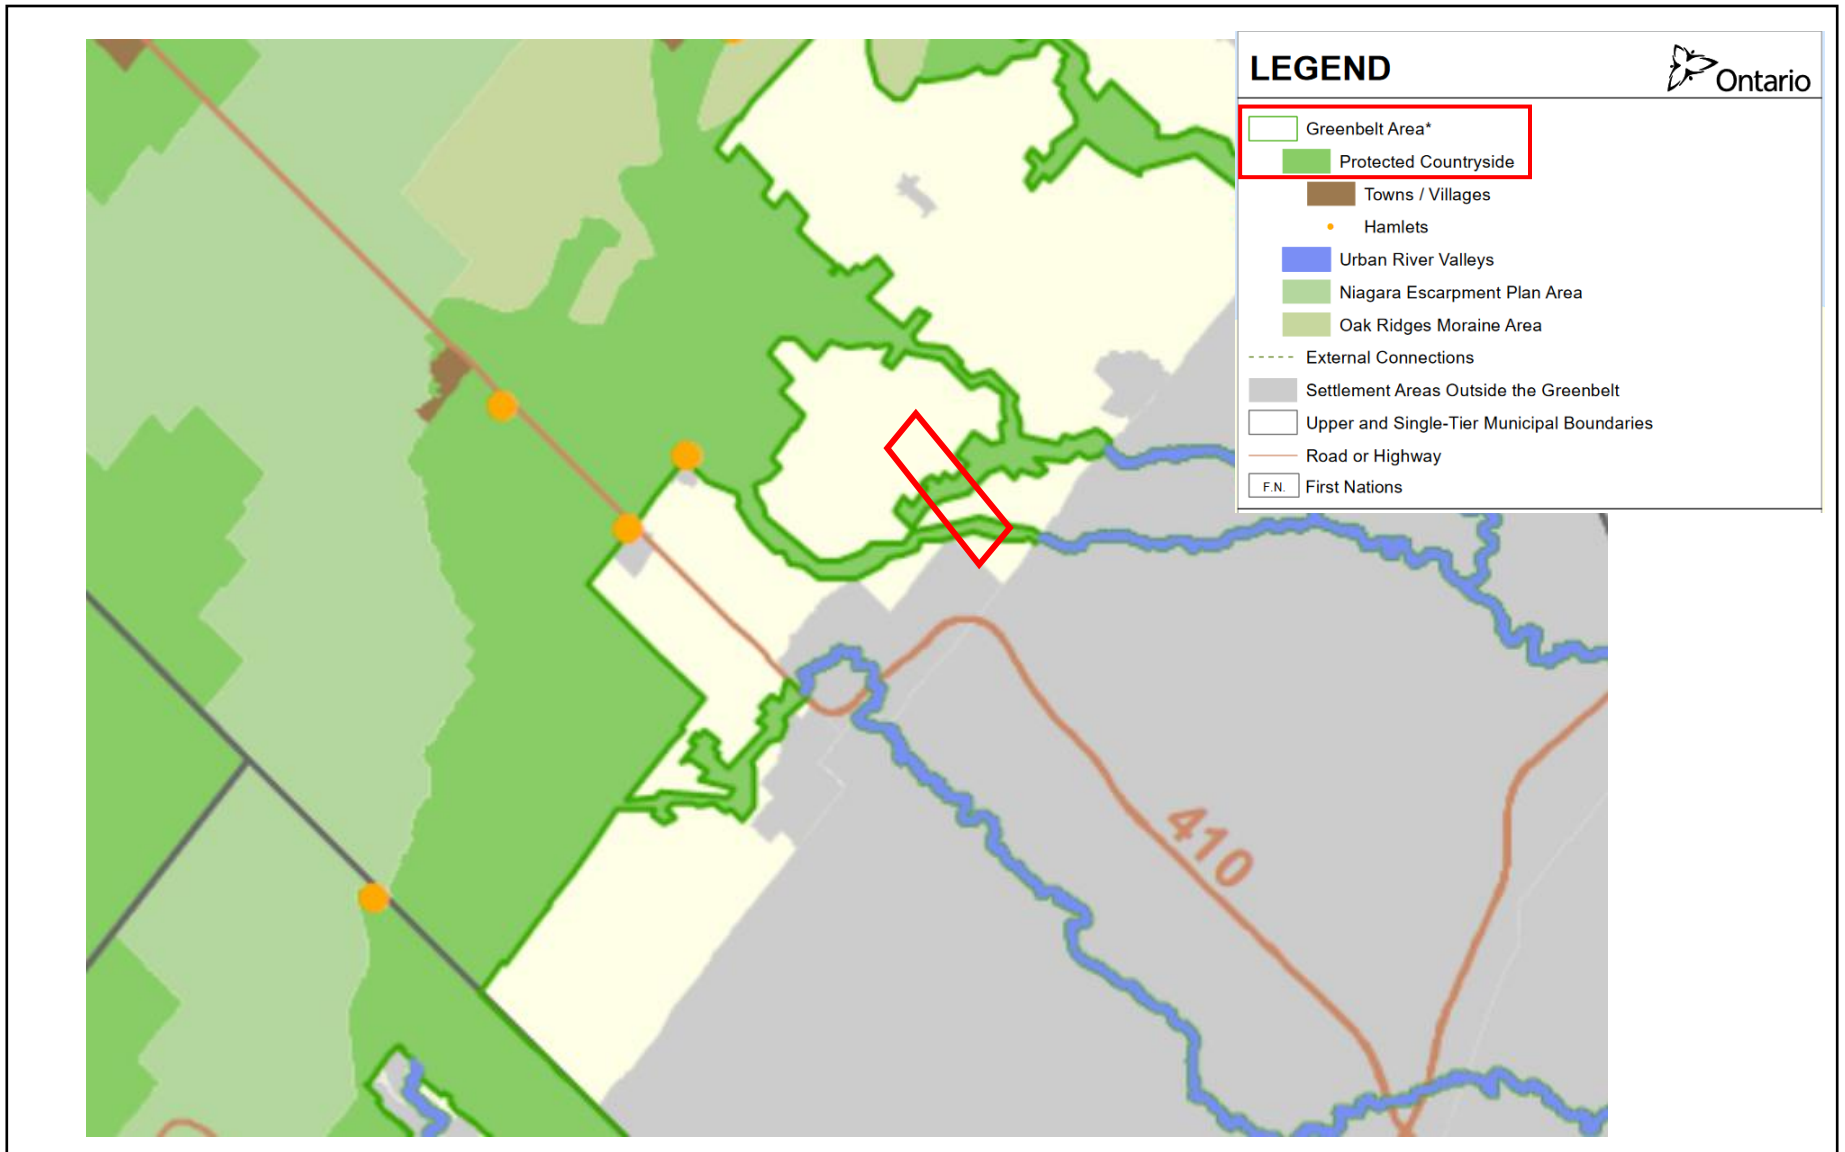 LEGEND
Ontario
Greenbelt Area*
Protected Countryside
Towns / Villages
Hamlets
Urban River Valleys
Niagara Escarpment Plan Area
Oak Ridges Moraine Area
External Connections
Settlement Areas Outside the Greenbelt
Upper and Single-Tier Municipal Boundaries
Road or Highway
F.N. First Nations
410